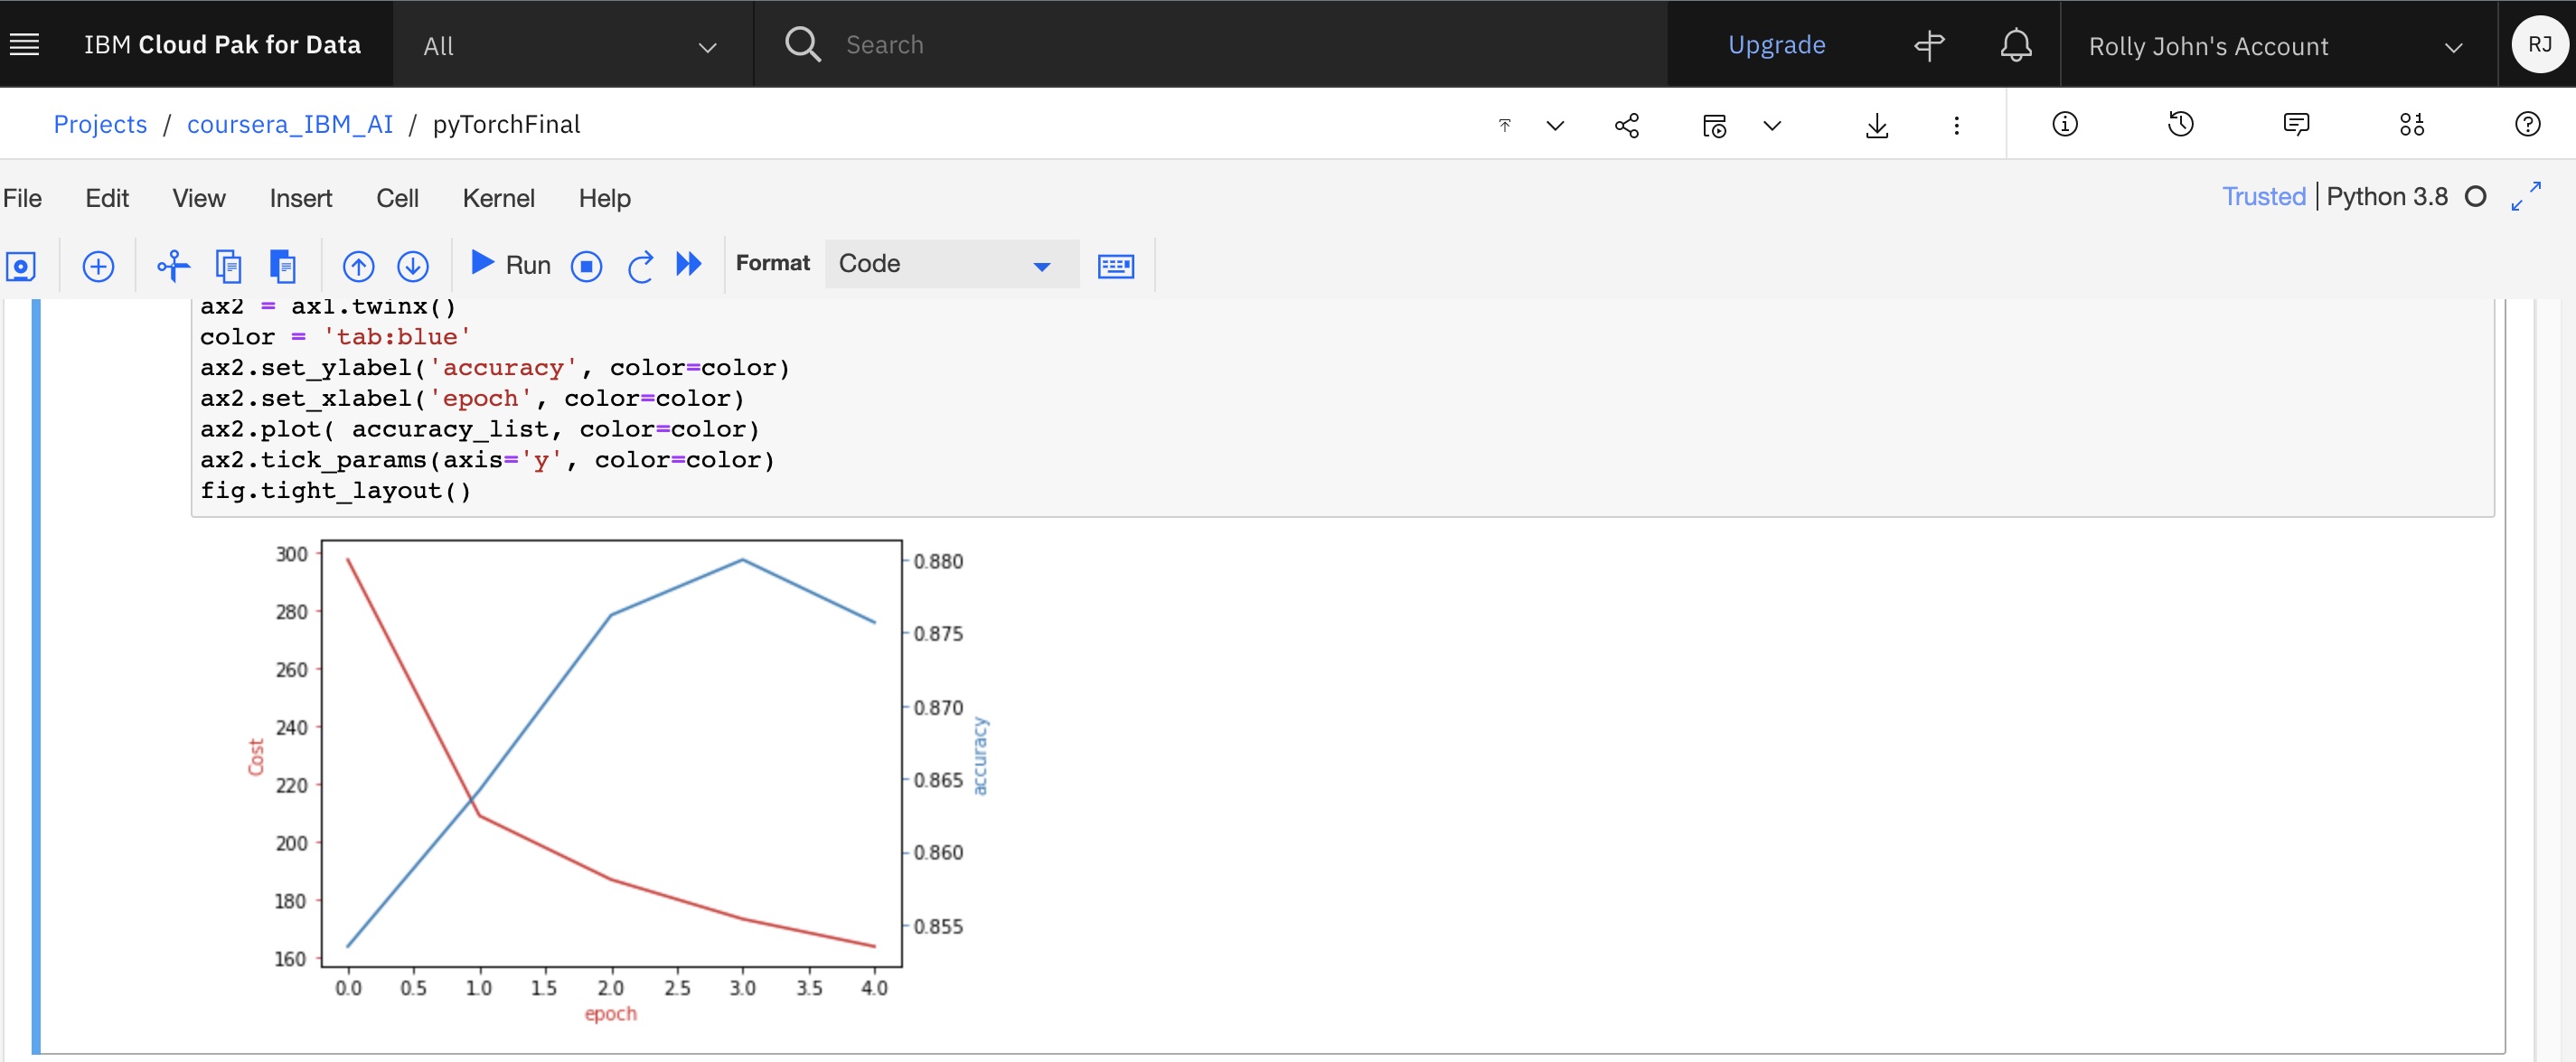 IBM Cloud Pak for Data All Search Upgrade Rolly John's Account RJ
Projects / coursera_IBM_AI / pyTorchFinal
File Edit View Insert Cell Kernel Help Trusted | Python 3.8
Run Format Code
ax2 = ax1.twinx()
color = 'tab:blue'
ax2.set_ylabel('accuracy', color=color)
ax2.set_xlabel('epoch', color=color)
ax2.plot( accuracy_list, color=color)
ax2.tick_params(axis='y', color=color)
fig.tight_layout()
300
280
260
240
220
200
180
160
Cost
0.880
0.875
0.870
0.865
0.860
0.855
accuracy
0.0 0.5 1.0 1.5 2.0 2.5 3.0 3.5 4.0
epoch